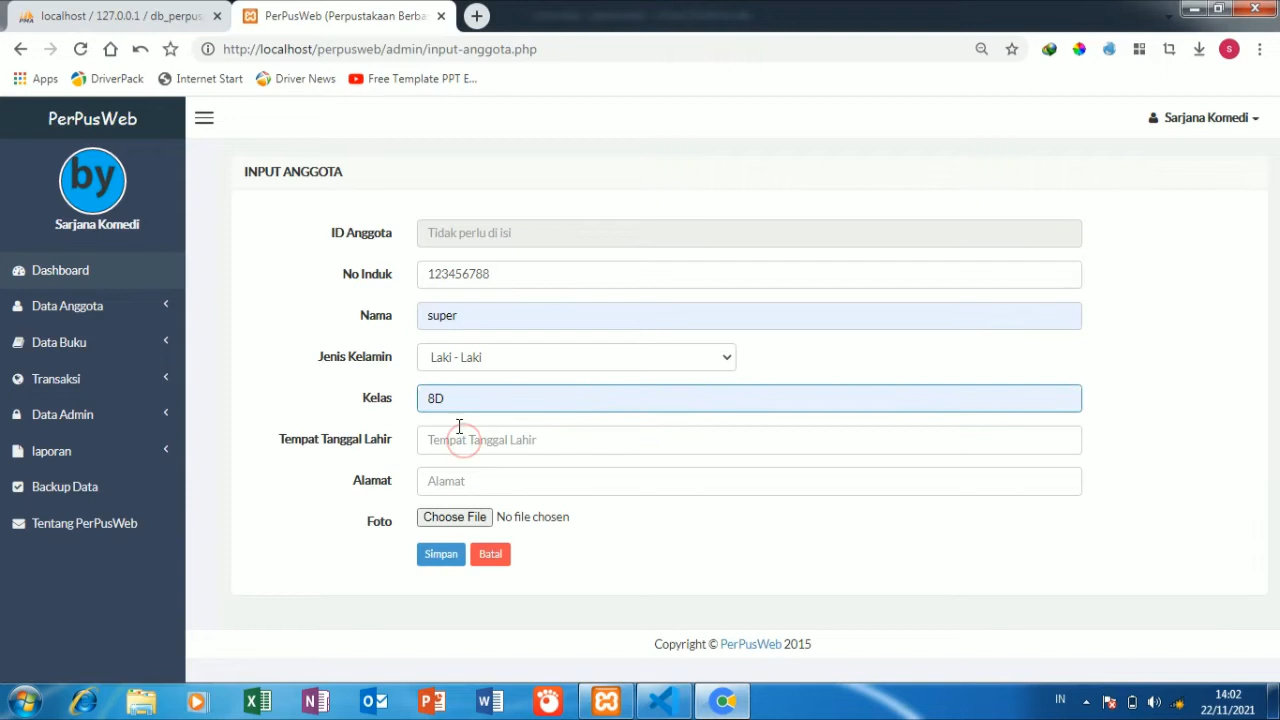 localhost / 127.0.0.1 / db_perpus
PerPusWeb (Perpustakaan Berba
http://localhost/perpusweb/admin/input-anggota.php
s
Apps
DriverPack
Internet Start
Driver News
Free Template PPT E...
PerPusWeb
Sarjana Komedi
by
Sarjana Komedi
Dashboard
Data Anggota
Data Buku
Transaksi
Data Admin
laporan
Backup Data
Tentang PerPusWeb
INPUT ANGGOTA
ID Anggota
Tidak perlu di isi
No Induk
123456788
Nama
super
Jenis Kelamin
Laki - Laki
Kelas
8D
Tempat Tanggal Lahir
Tempat Tanggal Lahir
Alamat
Alamat
Foto
Choose File No file chosen
Simpan
Batal
Copyright © PerPusWeb 2015
IN
14:02
22/11/2021